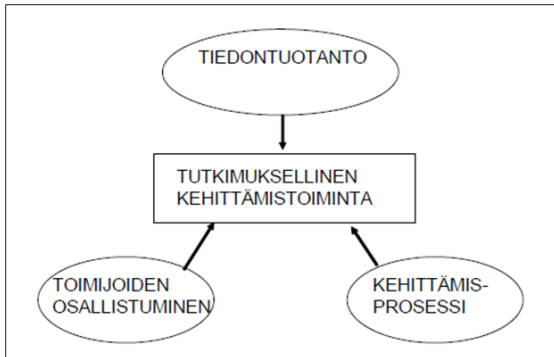 TIEDONTUOTANTO
TUTKIMUKSELLINEN
KEHITTÄMISTOIMINTA
TOIMIJOIDEN
OSALLISTUMINEN
KEHITTÄMIS-
PROSESSI